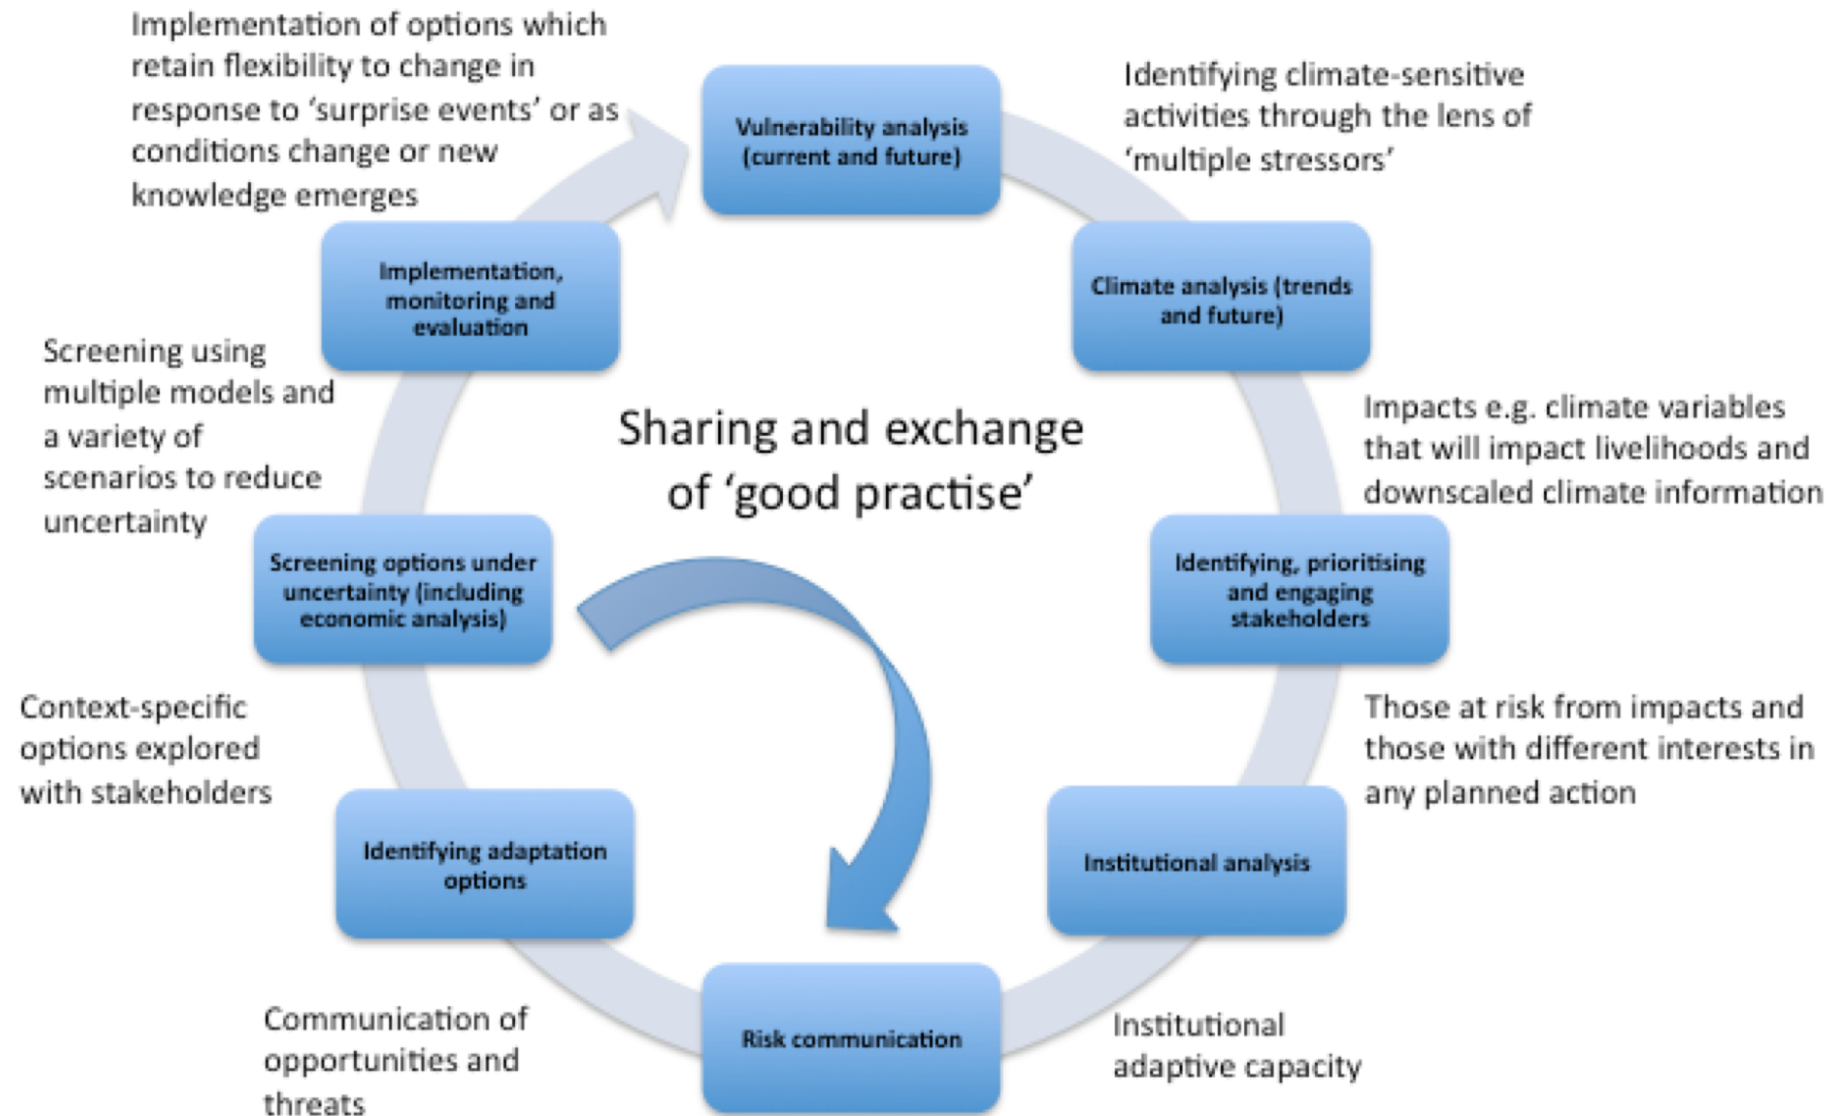 Implementation of options which
retain flexibility to change in
response to ‘surprise events’ or as
conditions change or new
knowledge emerges
Vulnerability analysis
(current and future)
Identifying climate-sensitive
activities through the lens of
‘multiple stressors’
Implementation,
monitoring and
evaluation
Climate analysis (trends
and future)
Screening using
multiple models and
a variety of
scenarios to reduce
uncertainty
Sharing and exchange
of ‘good practise’
Impacts e.g. climate variables
that will impact livelihoods and
downscaled climate information
Screening options under
uncertainty (including
economic analysis)
Identifying, prioritising
and engaging
stakeholders
Context-specific
options explored
with stakeholders
Those at risk from impacts and
those with different interests in
any planned action
Identifying adaptation
options
Institutional analysis
Communication of
opportunities and
threats
Risk communication
Institutional
adaptive capacity